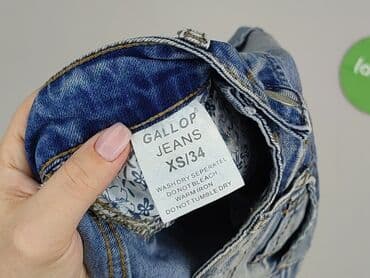 GALLOP
JEANS
XS/34
WASH DRY SEPERATEL
DO NOT BLEACH
WARM IRON
DO NOT TUMBLE DRY